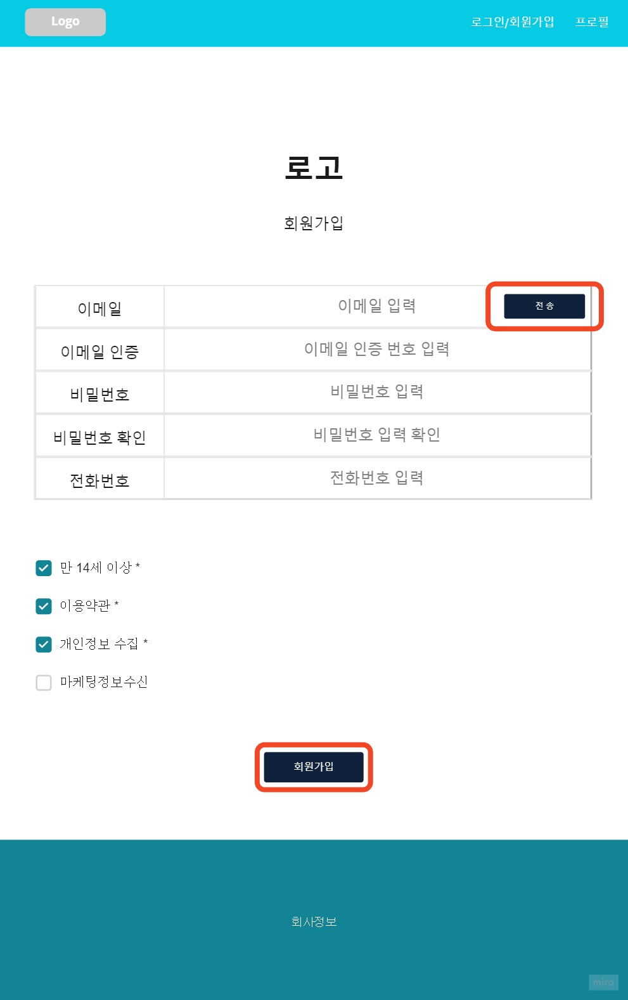 Logo
로그인/회원가입 프로필
로고
회원가입
이메일 이메일 입력 전 송
이메일 인증 이메일 인증 번호 입력
비밀번호 비밀번호 입력
비밀번호 확인 비밀번호 입력 확인
전화번호 전화번호 입력
만 14세 이상 *
이용약관 *
개인정보 수집 *
마케팅정보수신
회원가입
회사정보
miro